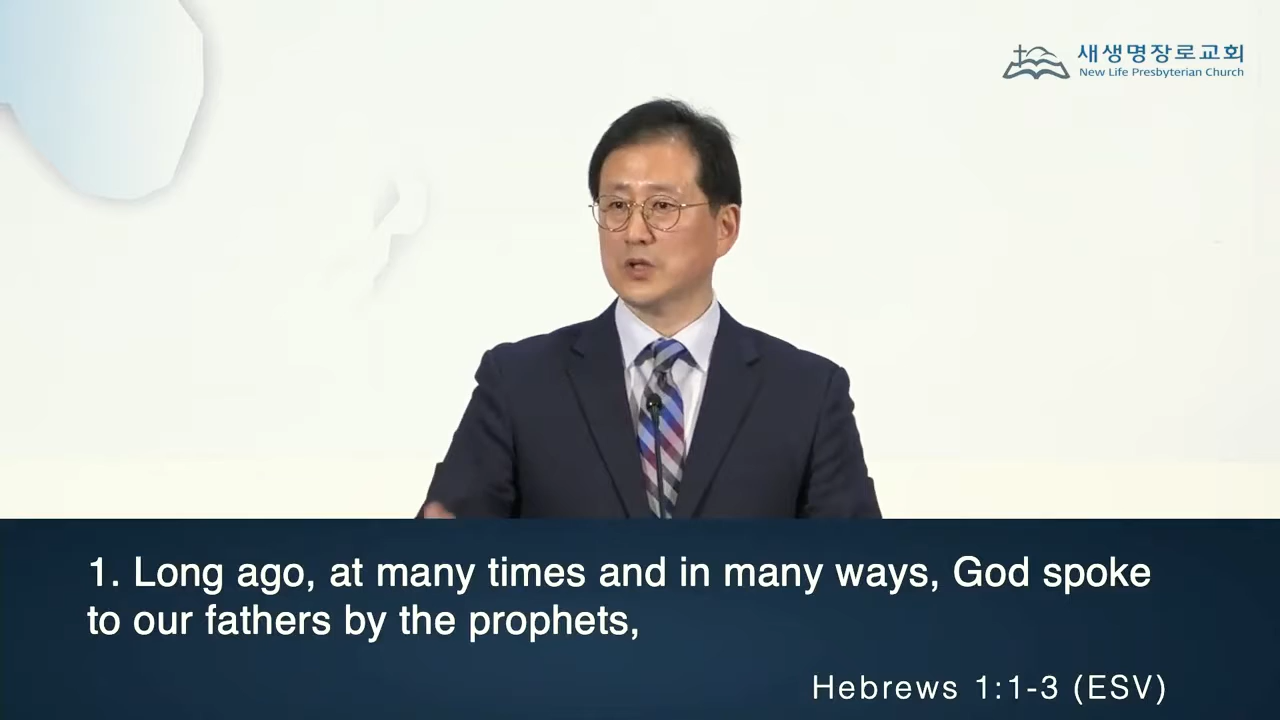 새생명장로교회
New Life Presbyterian Church
1. Long ago, at many times and in many ways, God spoke
to our fathers by the prophets,
Hebrews 1:1-3 (ESV)